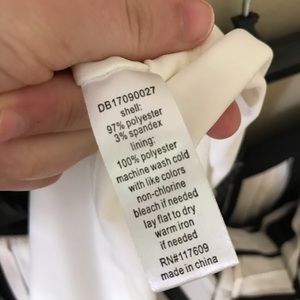 DB17090027
shell:
97% polyester
3% spandex
lining:
100% polyester
machine wash cold
with like colors
non-chlorine
bleach if needed
lay flat to dry
warm iron
if needed
RN#117609
made in china